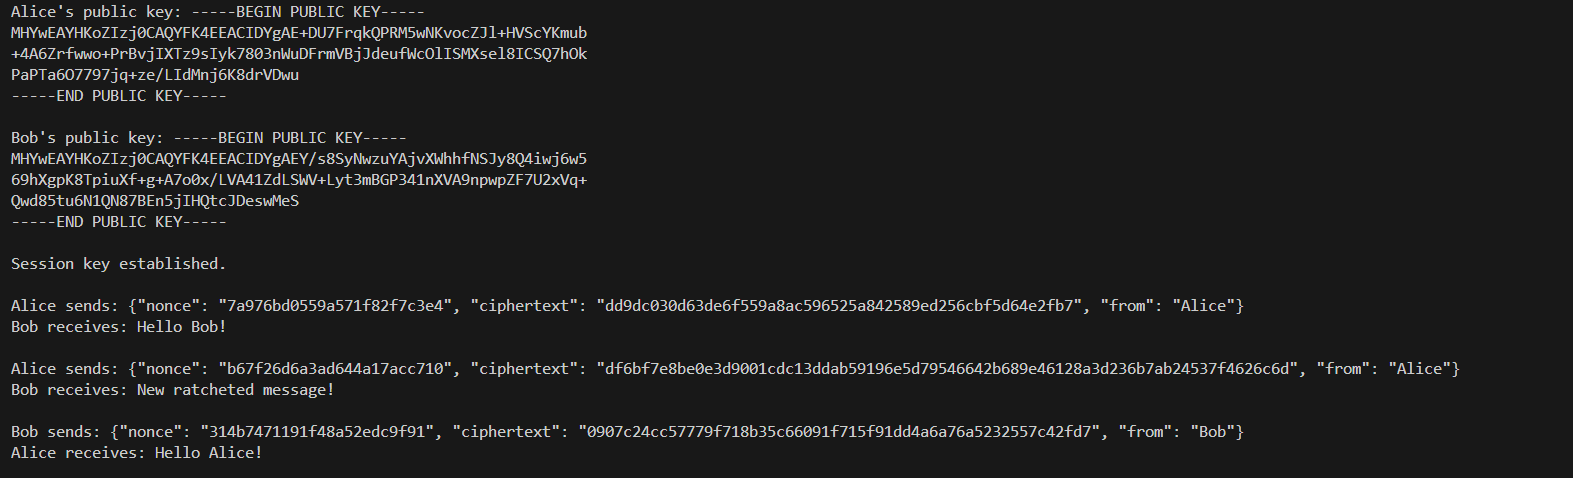 Alice's public key: -----BEGIN PUBLIC KEY-----
MHYwEAYHKoZIzj0CAQYFK4EEACIDYgAE+DU7FrqkQPRM5wNKvocZJl+HVScYKmub
+4A6Zrfwwo+PrBvjIXTz9sIyk7803nWuDFrmVBjJdeufWcOlISMXsel8ICSQ7hOk
PaPTa6O7797jq+ze/LIdMnj6K8drVDwu
-----END PUBLIC KEY-----
Bob's public key: -----BEGIN PUBLIC KEY-----
MHYwEAYHKoZIzj0CAQYFK4EEACIDYgAEY/s8SyNwzuYAjvXWhhfNSJy8Q4iwj6w5
69hXgpK8TpiuXf+g+A7o0x/LVA41ZdLSWV+Lyt3mBGP341nXVA9npwpZF7U2xVq+
Qwd85tu6N1QN87BEn5jIHQtcJDeswMeS
-----END PUBLIC KEY-----
Session key established.
Alice sends: {"nonce": "7a976bd0559a571f82f7c3e4", "ciphertext": "dd9dc030d63de6f559a8ac596525a842589ed256cbf5d64e2fb7", "from": "Alice"}
Bob receives: Hello Bob!
Alice sends: {"nonce": "b67f26d6a3ad644a17acc710", "ciphertext": "df6bf7e8be0e3d9001cdc13ddab59196e5d79546642b689e46128a3d236b7ab24537f4626c6d", "from": "Alice"}
Bob receives: New ratcheted message!
Bob sends: {"nonce": "314b7471191f48a52edc9f91", "ciphertext": "0907c24cc57779f718b35c66091f715f91dd4a6a76a5232557c42fd7", "from": "Bob"}
Alice receives: Hello Alice!